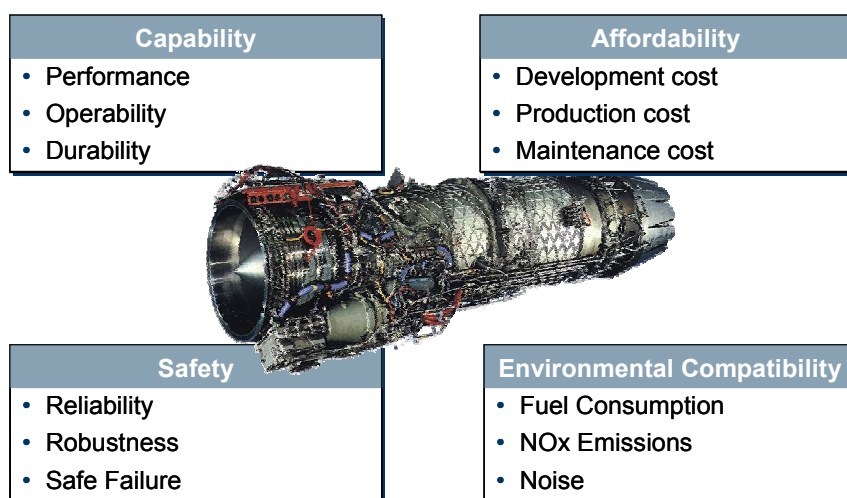 Capability
• Performance
• Operability
• Durability
Affordability
• Development cost
• Production cost
• Maintenance cost
Safety
• Reliability
• Robustness
• Safe Failure
Environmental Compatibility
• Fuel Consumption
• NOx Emissions
• Noise